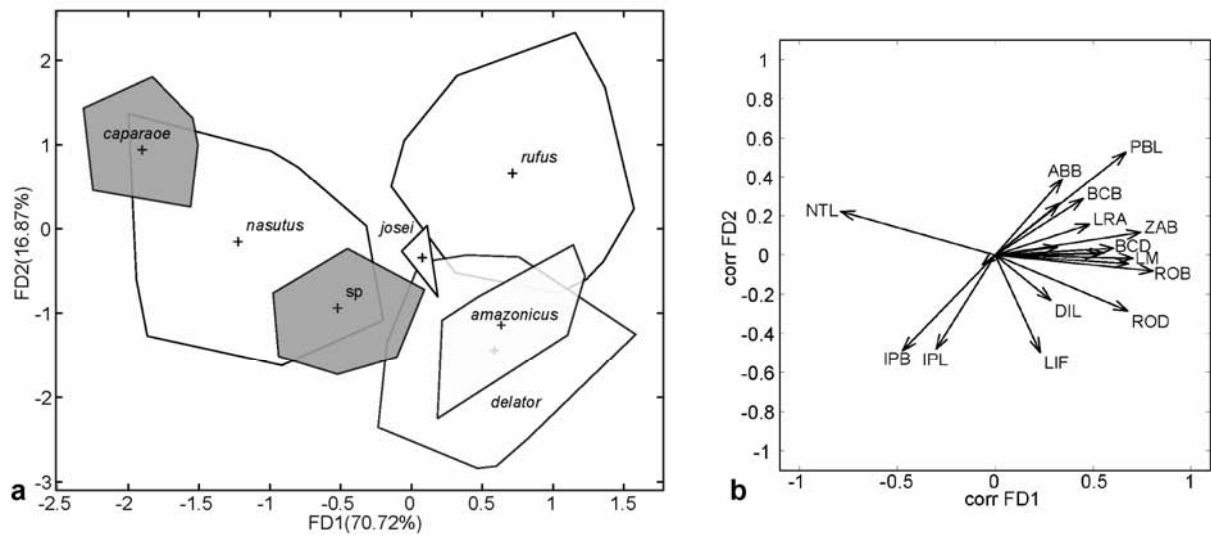 caparaoe
nasutus
sp
josei
rufus
amazonicus
delator
2
1
0
-1
-2
-3
FD2(16.87%)
-2.5
-2
-1.5
-1
-0.5
0
0.5
1
1.5
FD1(70.72%)
a
1
0.8
0.6
0.4
0.2
0
-0.2
-0.4
-0.6
-0.8
-1
corr FD2
NTL
ABB
PBL
BCB
LRA
ZAB
BCD
LM
ROB
DIL
ROD
IPB
IPL
LIF
-1
-0.5
0
0.5
1
corr FD1
b